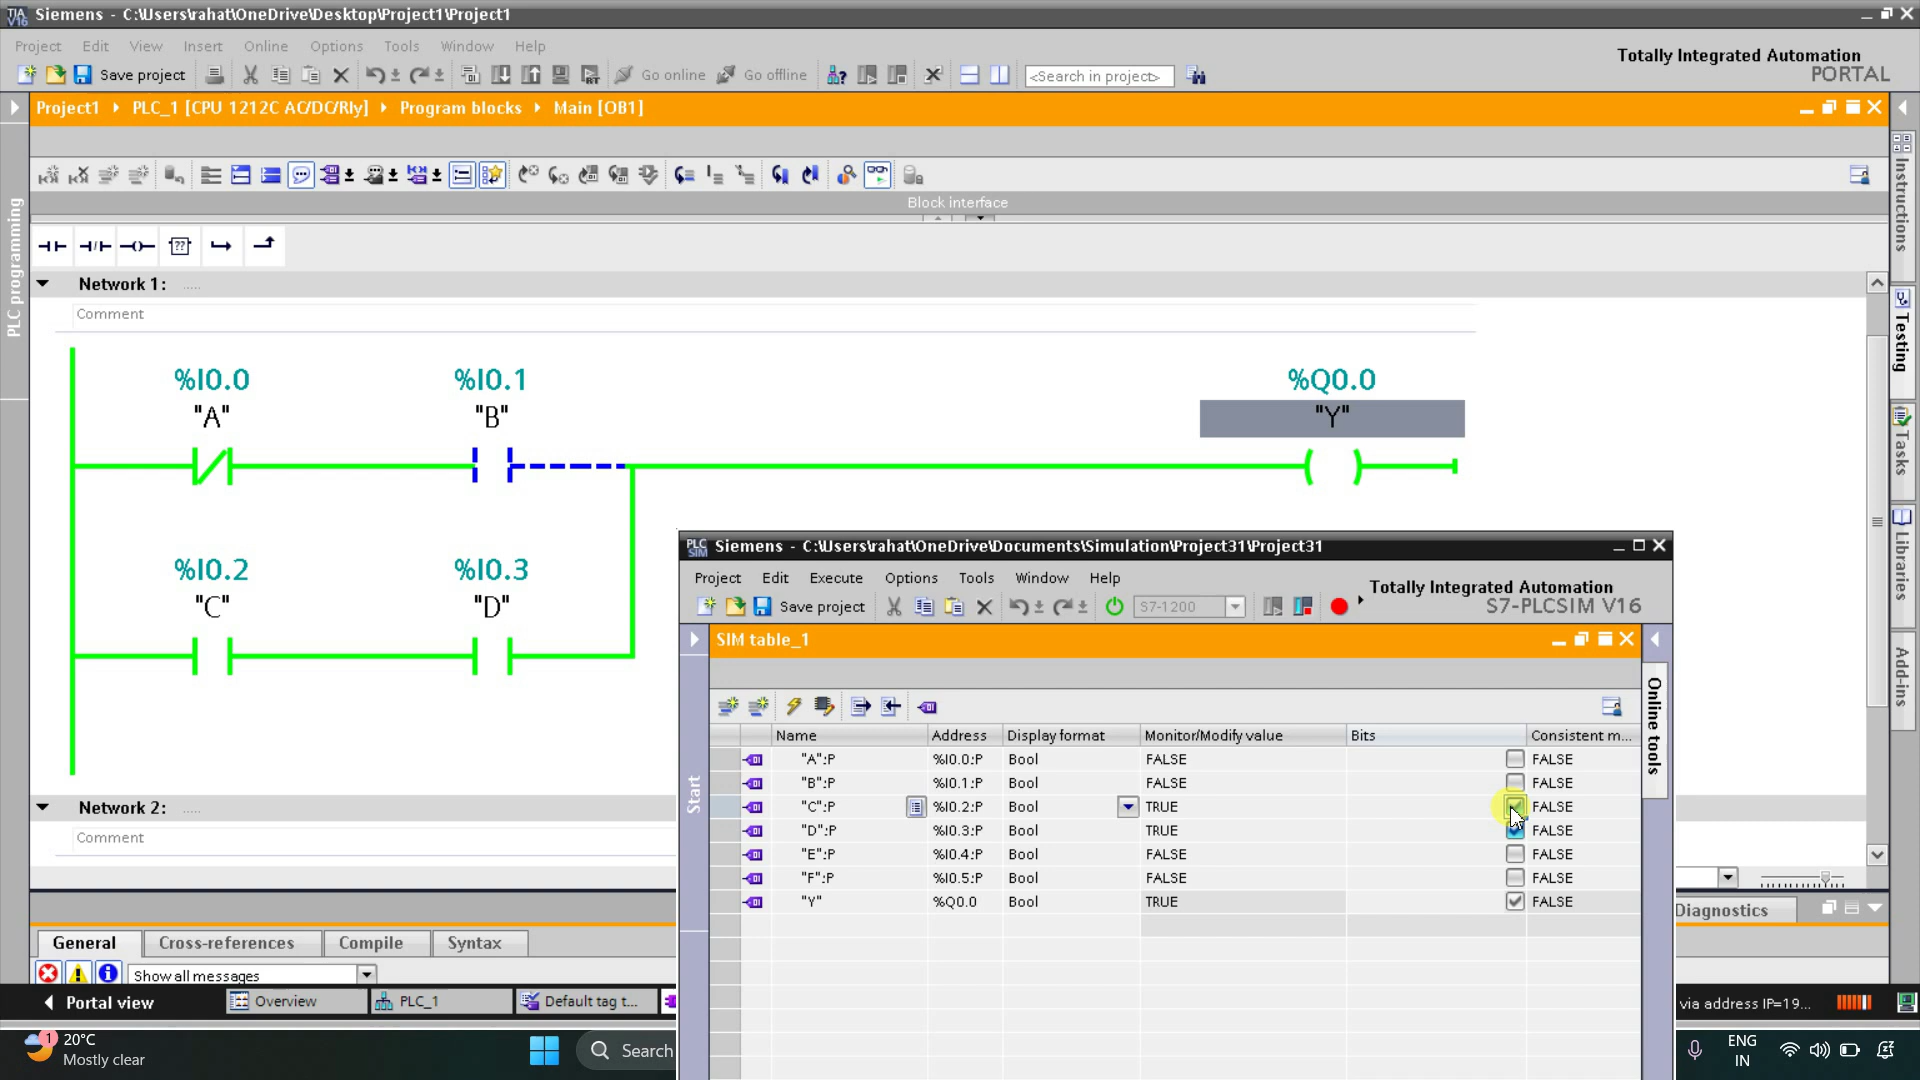 TIA V16 Siemens - C:\Users\rahat\OneDrive\Desktop\Project1\Project1
Project Edit View Insert Online Options Tools Window Help
Totally Integrated Automation
PORTAL
Save project Go online Go offline <Search in project>
Project1 PLC_1 [CPU 1212C AC/DC/Rly] Program blocks Main [OB1]
Block interface
??
Network 1: .....
Comment
%I0.0 %I0.1 %Q0.0
"A" "B" "Y"
%I0.2 %I0.3
"C" "D"
Network 2: .....
Comment
PLC programming
Instructions
Testing
Tasks
Libraries
Add-ins
PLC SIM Siemens - C:\Users\rahat\OneDrive\Documents\Simulation\Project31\Project31
Project Edit Execute Options Tools Window Help
Totally Integrated Automation
S7-PLCSIM V16
Save project S7-1200
SIM table_1
Start
Online tools
Name Address Display format Monitor/Modify value Bits Consistent m...
"A":P %I0.0:P Bool FALSE FALSE
"B":P %I0.1:P Bool FALSE FALSE
"C":P %I0.2:P Bool TRUE FALSE
"D":P %I0.3:P Bool TRUE FALSE
"E":P %I0.4:P Bool FALSE FALSE
"F":P %I0.5:P Bool FALSE FALSE
"Y" %Q0.0 Bool TRUE FALSE
Diagnostics
General Cross-references Compile Syntax
Show all messages
Portal view Overview PLC_1 Default tag t...
via address IP=19...
1
20°C
Mostly clear
Search
ENG
IN